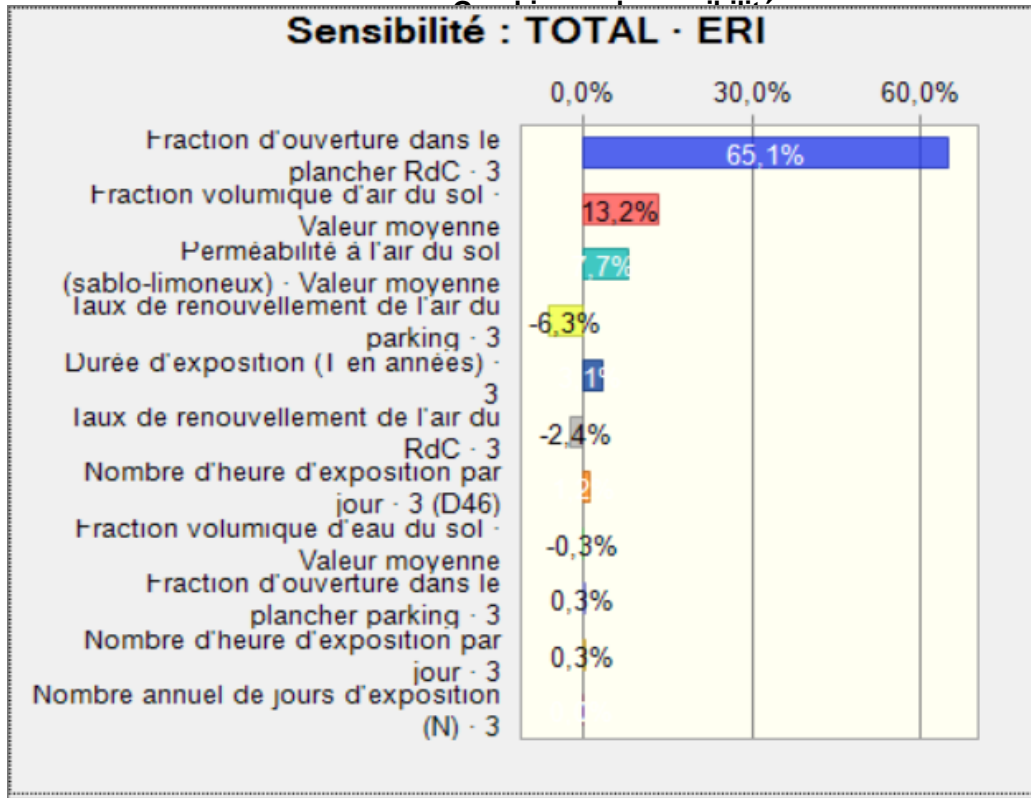 Sensibilité : TOTAL · ERI
0,0% 30,0% 60,0%
Fraction d'ouverture dans le
plancher RdC · 3
65,1%
Fraction volumique d'air du sol ·
Valeur moyenne
13,2%
Perméabilité à l'air du sol
(sablo-limoneux) · Valeur moyenne
7,7%
Taux de renouvellement de l'air du
parking · 3
-6,3%
Durée d'exposition (T en années) ·
3
Taux de renouvellement de l'air du
RdC · 3
-2,4%
Nombre d'heure d'exposition par
jour · 3 (D46)
Fraction volumique d'eau du sol ·
Valeur moyenne
-0,3%
Fraction d'ouverture dans le
plancher parking · 3
0,3%
Nombre d'heure d'exposition par
jour · 3
0,3%
Nombre annuel de jours d'exposition
(N) · 3